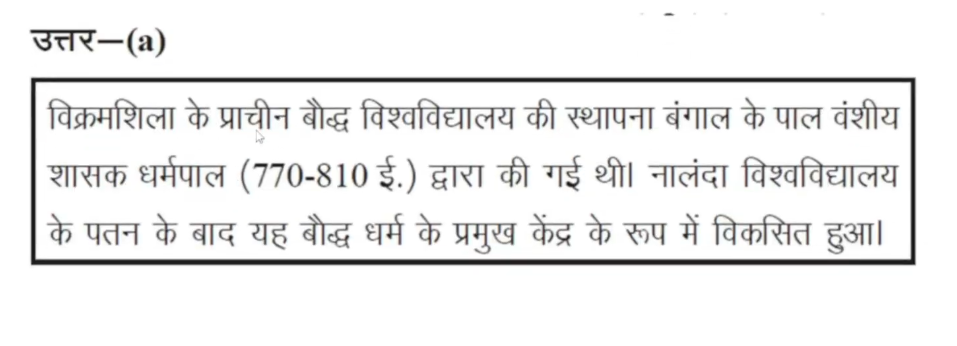 उत्तर–(a)
विक्रमशिला के प्राचीन बौद्ध विश्वविद्यालय की स्थापना बंगाल के पाल वंशीय
शासक धर्मपाल (770-810 ई.) द्वारा की गई थी। नालंदा विश्वविद्यालय
के पतन के बाद यह बौद्ध धर्म के प्रमुख केंद्र के रूप में विकसित हुआ।